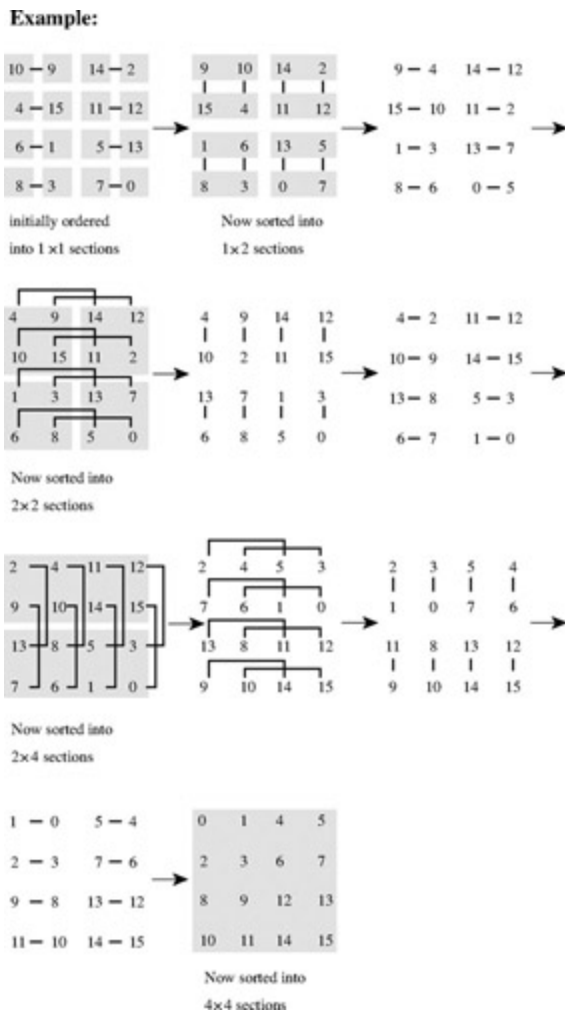 Example:
10 9 14 2 9 10 14 2 9 4 14 12
4 15 11 12 15 4 11 12 15 10 11 2
6 1 5 13 1 6 13 5 1 3 13 7
8 3 7 0 8 3 0 7 8 6 0 5
initially ordered Now sorted into
into 1×1 sections 1×2 sections
4 9 14 12 4 9 14 12 4 2 11 12
10 15 11 2 10 2 11 15 10 9 14 15
1 3 13 7 13 7 1 3 13 8 5 3
6 8 5 0 6 8 5 0 6 7 1 0
Now sorted into
2×2 sections
2 4 11 12 2 4 5 3 2 3 5 4
9 10 14 15 7 6 1 0 1 0 7 6
13 8 5 3 13 8 11 12 11 8 13 12
7 6 1 0 9 10 14 15 9 10 14 15
Now sorted into
2×4 sections
1 0 5 4 0 1 4 5
2 3 7 6 2 3 6 7
9 8 13 12 8 9 12 13
11 10 14 15 10 11 14 15
Now sorted into
4×4 sections